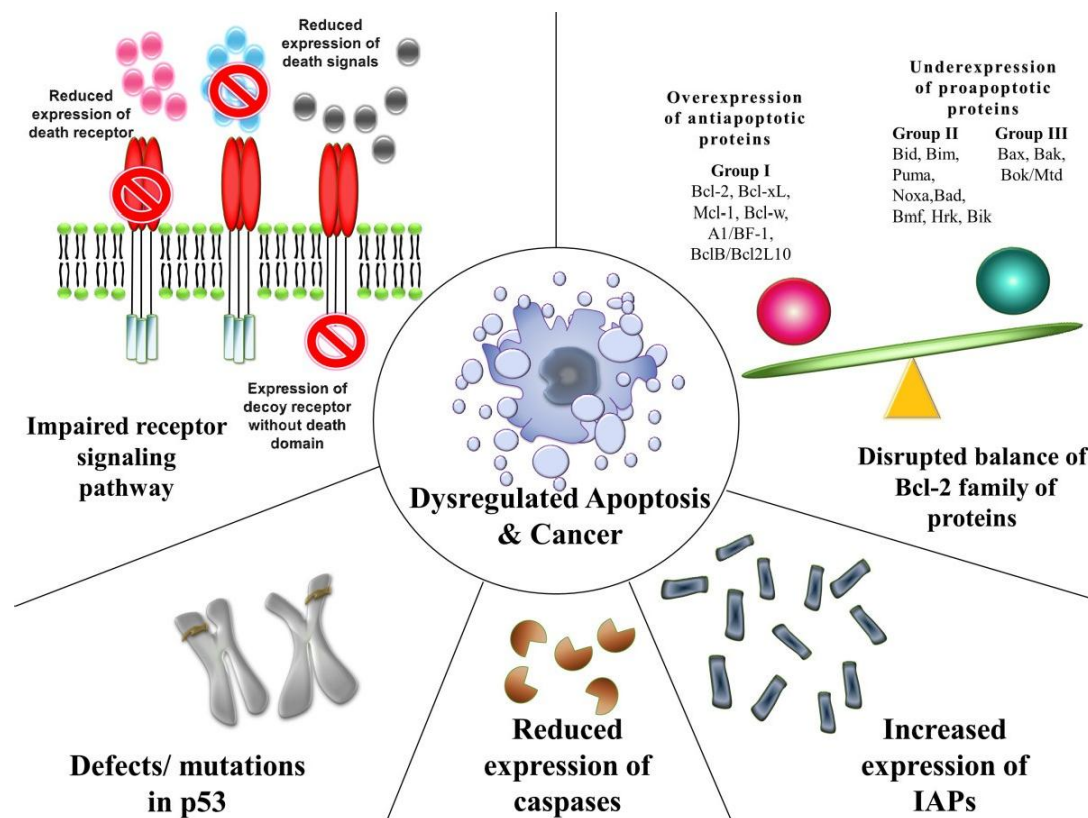 Reduced
expression of
death signals
Reduced
expression of
death receptor
Expression of
decoy receptor
without death
domain
Impaired receptor
signaling
pathway
Overexpression
of antiapoptotic
proteins
Group I
Bcl-2, Bcl-xL,
Mcl-1, Bcl-w,
A1/BF-1,
BclB/Bcl2L10
Underexpression
of proapoptotic
proteins
Group II
Bid, Bim,
Puma,
Noxa,Bad,
Bmf, Hrk, Bik
Group III
Bax, Bak,
Bok/Mtd
Disrupted balance of
Bcl-2 family of
proteins
Dysregulated Apoptosis
& Cancer
Defects/ mutations
in p53
Reduced
expression of
caspases
Increased
expression of
IAPs